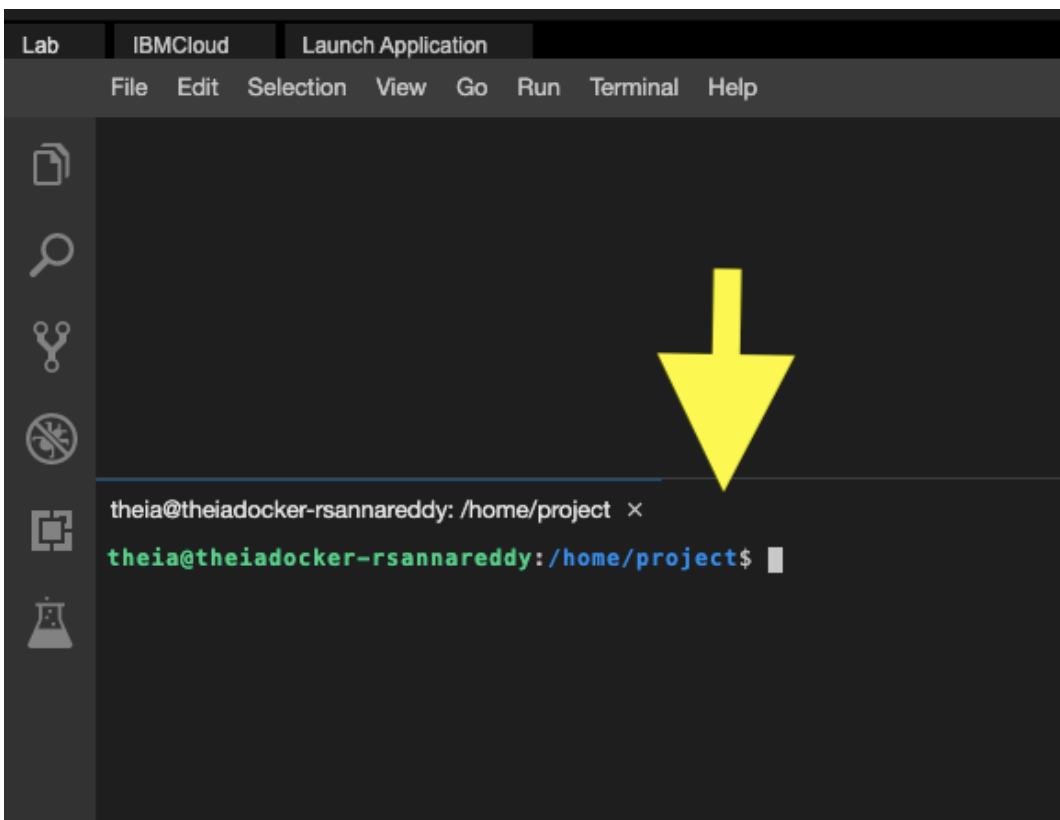 Lab IBMCloud Launch Application
File Edit Selection View Go Run Terminal Help
theia@theiadocker-rsannareddy: /home/project ×
theia@theiadocker-rsannareddy:/home/project$